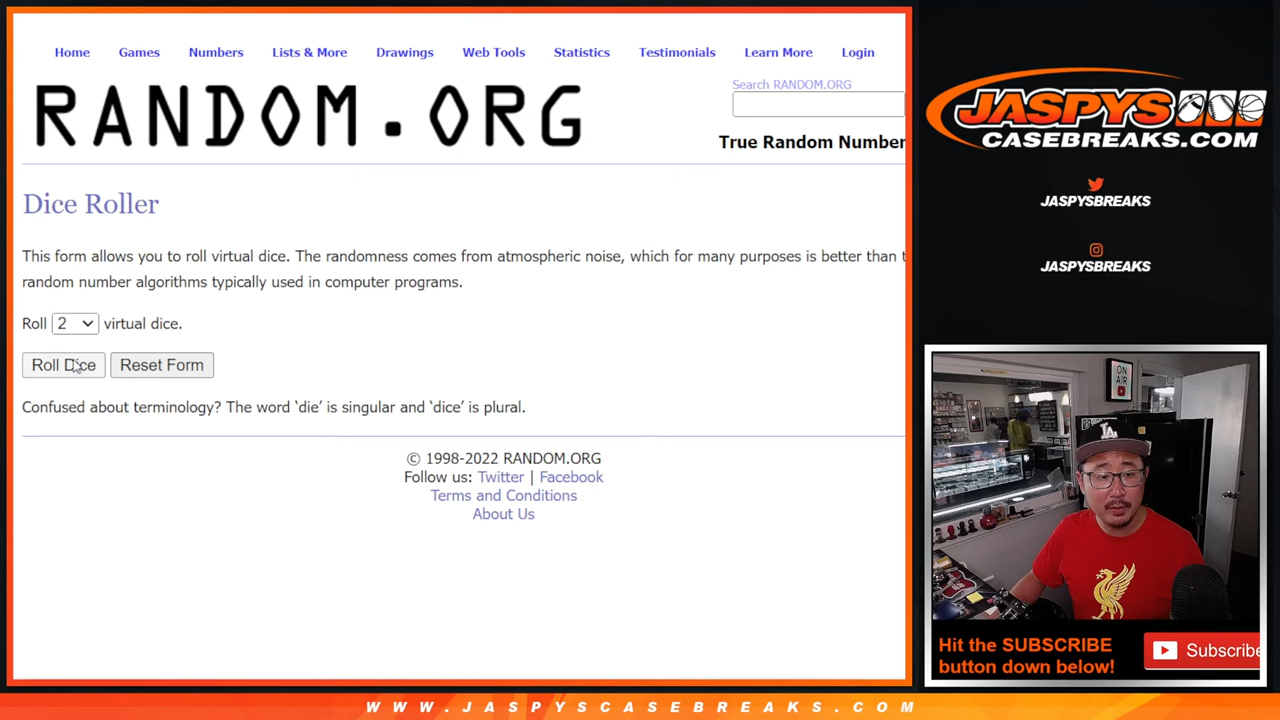 Home Games Numbers Lists & More Drawings Web Tools Statistics Testimonials Learn More Login
Search RANDOM.ORG
RANDOM.ORG
True Random Number
Dice Roller
This form allows you to roll virtual dice. The randomness comes from atmospheric noise, which for many purposes is better than t
random number algorithms typically used in computer programs.
Roll 2 virtual dice.
Roll Dice Reset Form
Confused about terminology? The word ‘die’ is singular and ‘dice’ is plural.
© 1998-2022 RANDOM.ORG
Follow us: Twitter | Facebook
Terms and Conditions
About Us
JASPYS
CASEBREAKS.COM
JASPYSBREAKS
JASPYSBREAKS
ON
AIR
LA
Hit the SUBSCRIBE
button down below!
Subscribe
WWW.JASPYSCASEBREAKS.COM